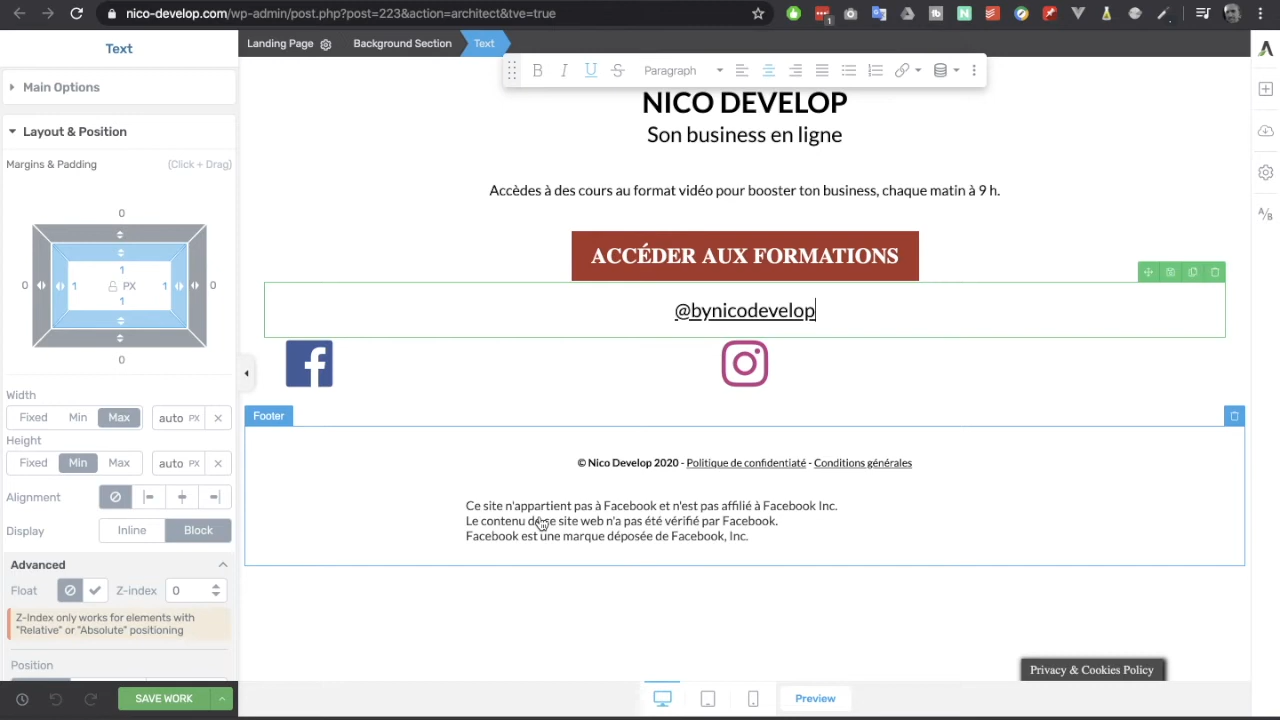 nico-develop.com/wp-admin/post.php?post=223&action=architect&tve=true
1
Text
Landing Page
Background Section
Text
Main Options
B I U S
Paragraph
NICO DEVELOP
Son business en ligne
Layout & Position
Margins & Padding
(Click + Drag)
Accèdes à des cours au format vidéo pour booster ton business, chaque matin à 9 h.
0
A/B
ACCÉDER AUX FORMATIONS
1
0 1 PX 1 0
1
@bynicodevelop
0
Width
Fixed Min Max auto PX
Footer
Height
Fixed Min Max auto PX
© Nico Develop 2020 - Politique de confidentiaté - Conditions générales
Alignment
Ce site n'appartient pas à Facebook et n'est pas affilié à Facebook Inc.
Le contenu de ce site web n'a pas été vérifié par Facebook.
Facebook est une marque déposée de Facebook, Inc.
Display
Inline Block
Advanced
Float
Z-index 0
Z-Index only works for elements with
"Relative" or "Absolute" positioning
Position
Privacy & Cookies Policy
SAVE WORK
Preview